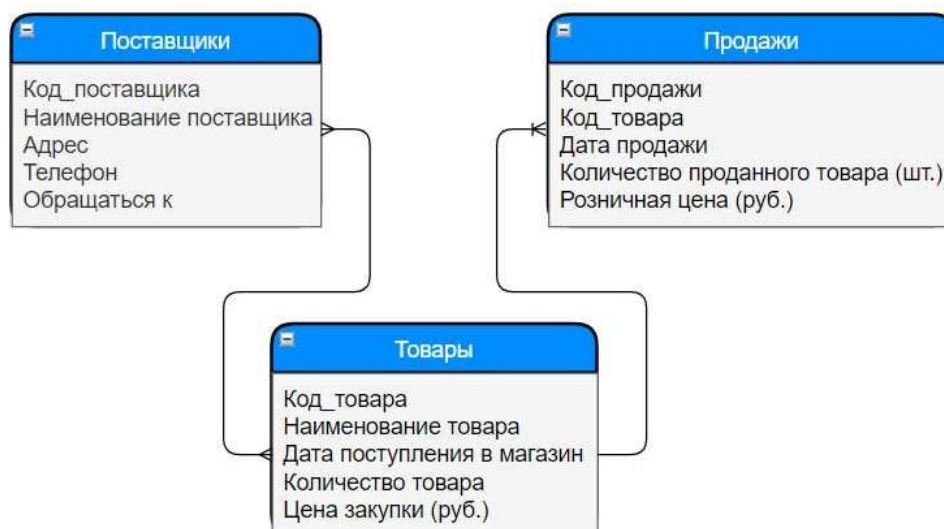 Поставщики
Код_поставщика
Наименование поставщика
Адрес
Телефон
Обращаться к
Продажи
Код_продажи
Код_товара
Дата продажи
Количество проданного товара (шт.)
Розничная цена (руб.)
Товары
Код_товара
Наименование товара
Дата поступления в магазин
Количество товара
Цена закупки (руб.)